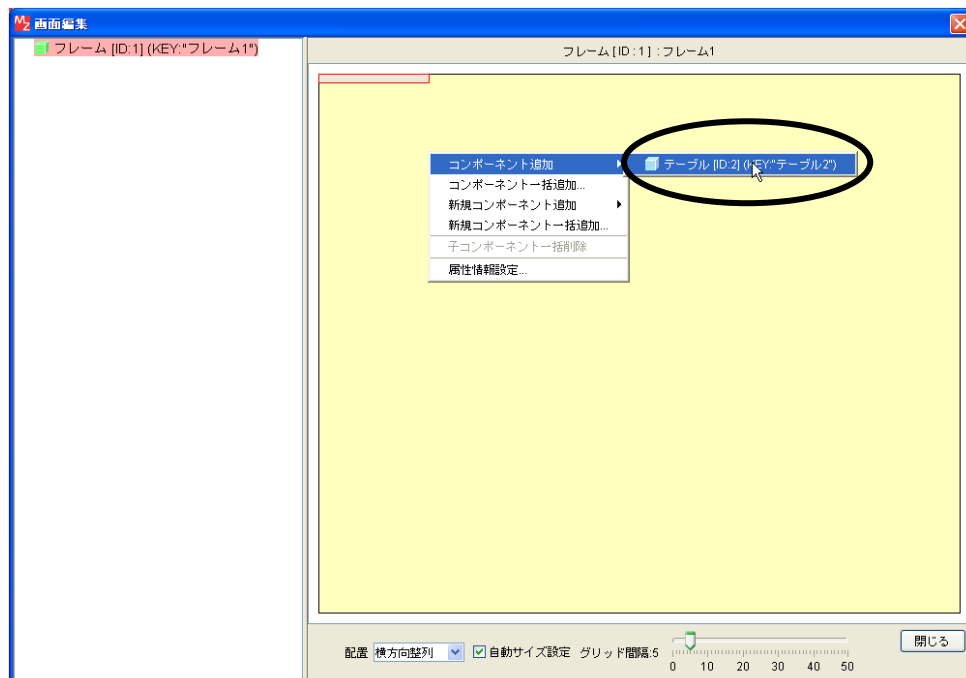 画面編集
フレーム [ID:1] (KEY:"フレーム1")
フレーム [ID:1] : フレーム1
コンポーネント追加
テーブル [ID:2] (KEY:"テーブル2")
コンポーネント一括追加...
新規コンポーネント追加
新規コンポーネント一括追加...
子コンポーネント一括削除
属性情報設定...
配置 横方向整列 自動サイズ設定 グリッド間隔:5
0 10 20 30 40 50
閉じる